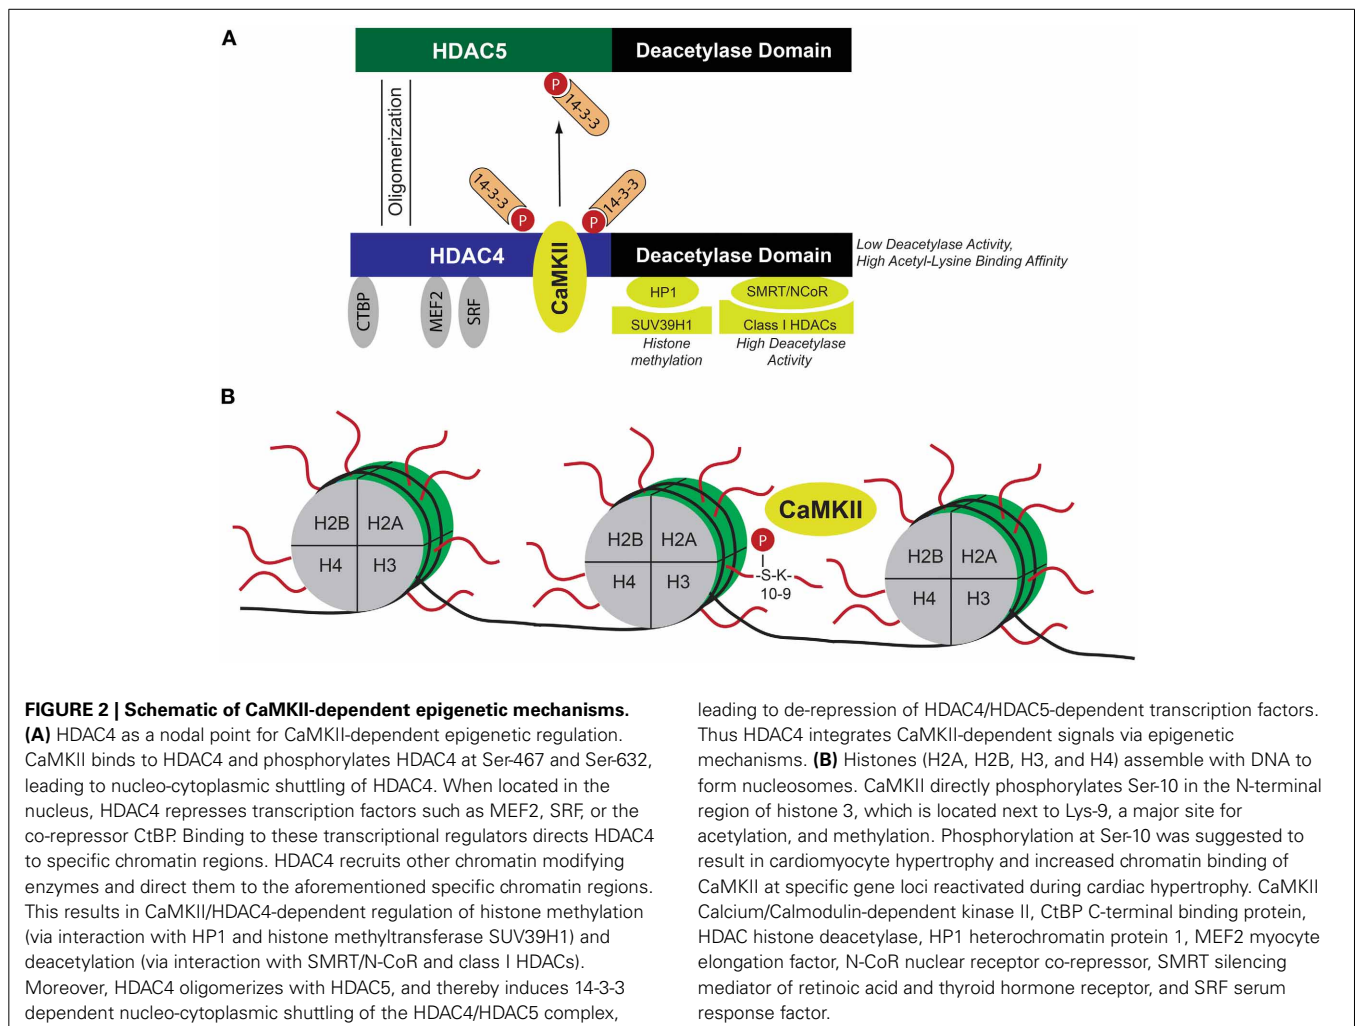 A
HDAC5
Deacetylase Domain
P
14-3-3
Oligomerization
14-3-3
P
14-3-3
P
HDAC4
CaMKII
Deacetylase Domain
Low Deacetylase Activity,
High Acetyl-Lysine Binding Affinity
CTBP
MEF2
SRF
HP1
SUV39H1
Histone
methylation
SMRT/NCoR
Class I HDACs
High Deacetylase
Activity
B
H2B
H2A
H4
H3
H2B
H2A
H4
H3
CaMKII
P
-S-K-
10-9
H2B
H2A
H4
H3
FIGURE 2 | Schematic of CaMKII-dependent epigenetic mechanisms.
(A) HDAC4 as a nodal point for CaMKII-dependent epigenetic regulation.
CaMKII binds to HDAC4 and phosphorylates HDAC4 at Ser-467 and Ser-632,
leading to nucleo-cytoplasmic shuttling of HDAC4. When located in the
nucleus, HDAC4 represses transcription factors such as MEF2, SRF, or the
co-repressor CtBP. Binding to these transcriptional regulators directs HDAC4
to specific chromatin regions. HDAC4 recruits other chromatin modifying
enzymes and direct them to the aforementioned specific chromatin regions.
This results in CaMKII/HDAC4-dependent regulation of histone methylation
(via interaction with HP1 and histone methyltransferase SUV39H1) and
deacetylation (via interaction with SMRT/N-CoR and class I HDACs).
Moreover, HDAC4 oligomerizes with HDAC5, and thereby induces 14-3-3
dependent nucleo-cytoplasmic shuttling of the HDAC4/HDAC5 complex,
leading to de-repression of HDAC4/HDAC5-dependent transcription factors.
Thus HDAC4 integrates CaMKII-dependent signals via epigenetic
mechanisms. (B) Histones (H2A, H2B, H3, and H4) assemble with DNA to
form nucleosomes. CaMKII directly phosphorylates Ser-10 in the N-terminal
region of histone 3, which is located next to Lys-9, a major site for
acetylation, and methylation. Phosphorylation at Ser-10 was suggested to
result in cardiomyocyte hypertrophy and increased chromatin binding of
CaMKII at specific gene loci reactivated during cardiac hypertrophy. CaMKII
Calcium/Calmodulin-dependent kinase II, CtBP C-terminal binding protein,
HDAC histone deacetylase, HP1 heterochromatin protein 1, MEF2 myocyte
elongation factor, N-CoR nuclear receptor co-repressor, SMRT silencing
mediator of retinoic acid and thyroid hormone receptor, and SRF serum
response factor.